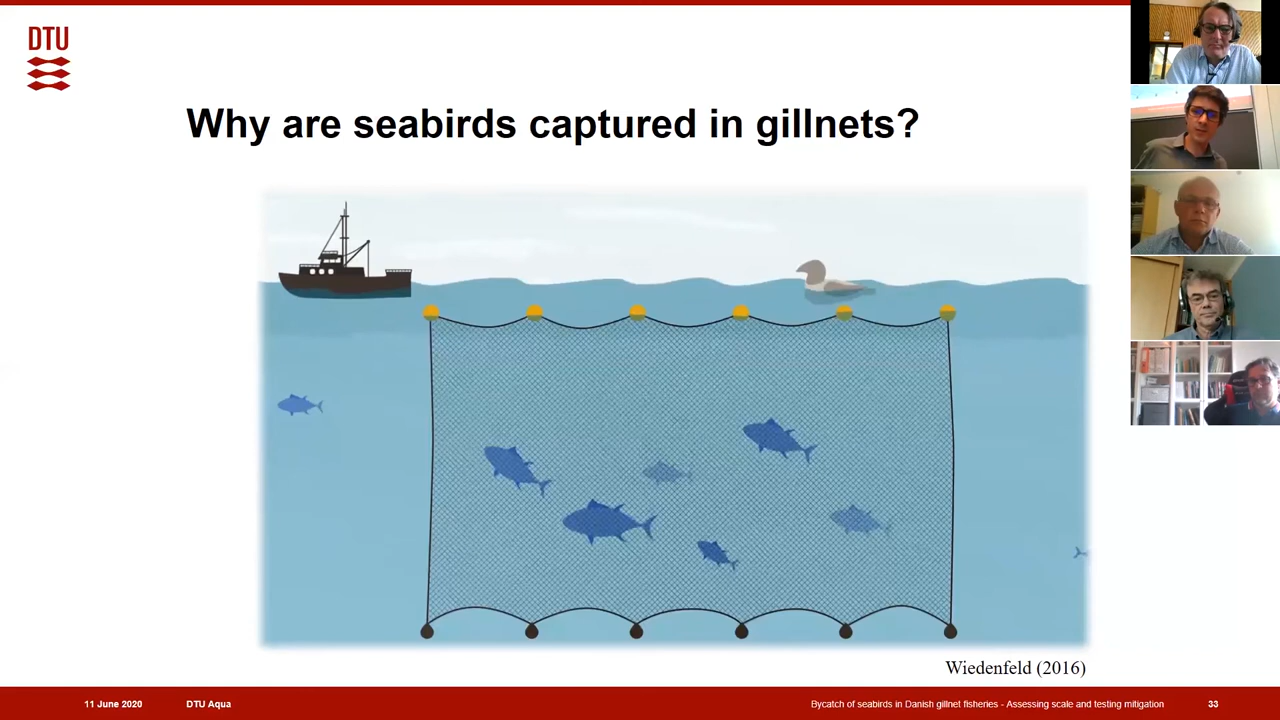 DTU
Why are seabirds captured in gillnets?
Wiedenfeld (2016)
11 June 2020
DTU Aqua
Bycatch of seabirds in Danish gillnet fisheries - Assessing scale and testing mitigation
33